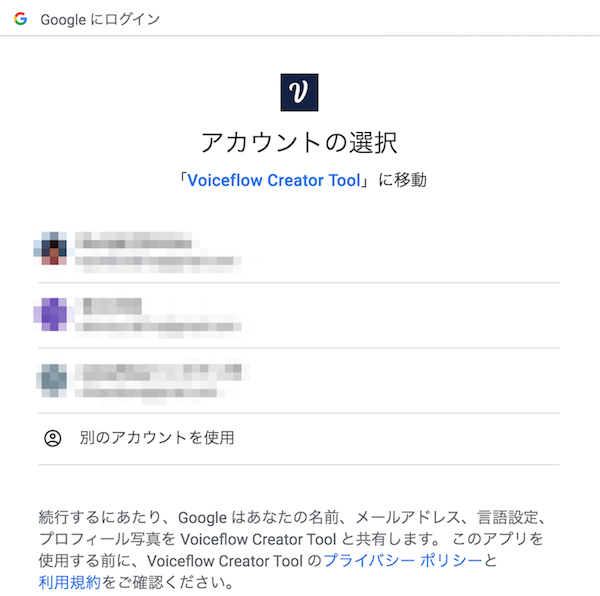 Google にログイン
アカウントの選択
「Voiceflow Creator Tool」に移動
別のアカウントを使用
続行するにあたり、Google はあなたの名前、メールアドレス、言語設定、
プロフィール写真を Voiceflow Creator Tool と共有します。 このアプリを
使用する前に、Voiceflow Creator Tool のプライバシー ポリシーと
利用規約をご確認ください。